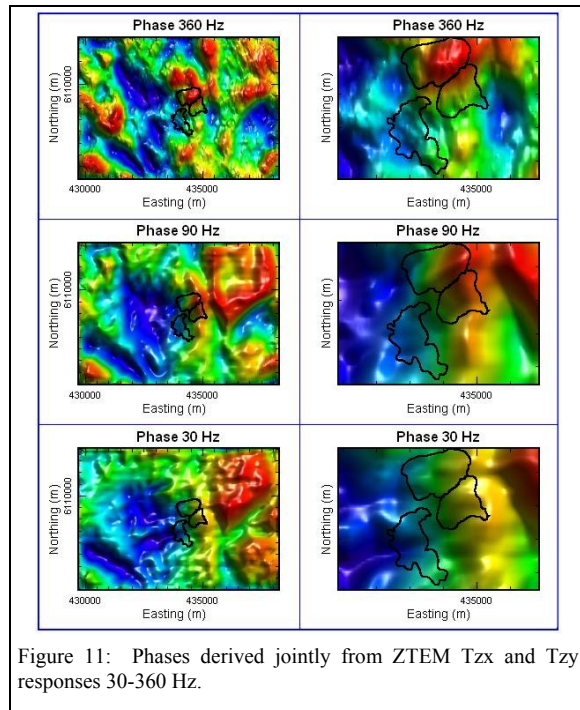 Phase 360 Hz
Northing (m)
6110000
430000 435000
Easting (m)
Phase 360 Hz
Northing (m)
435000
Easting (m)
Phase 90 Hz
Northing (m)
6110000
430000 435000
Easting (m)
Phase 90 Hz
Northing (m)
435000
Easting (m)
Phase 30 Hz
Northing (m)
6110000
430000 435000
Easting (m)
Phase 30 Hz
Northing (m)
435000
Easting (m)
Figure 11: Phases derived jointly from ZTEM Tzx and Tzy
responses 30-360 Hz.